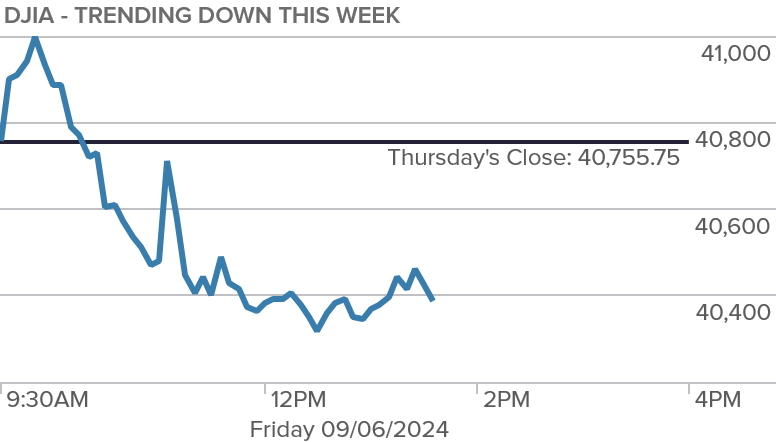 DJIA - TRENDING DOWN THIS WEEK
41,000
40,800
Thursday's Close: 40,755.75
40,600
40,400
9:30AM 12PM 2PM 4PM
Friday 09/06/2024